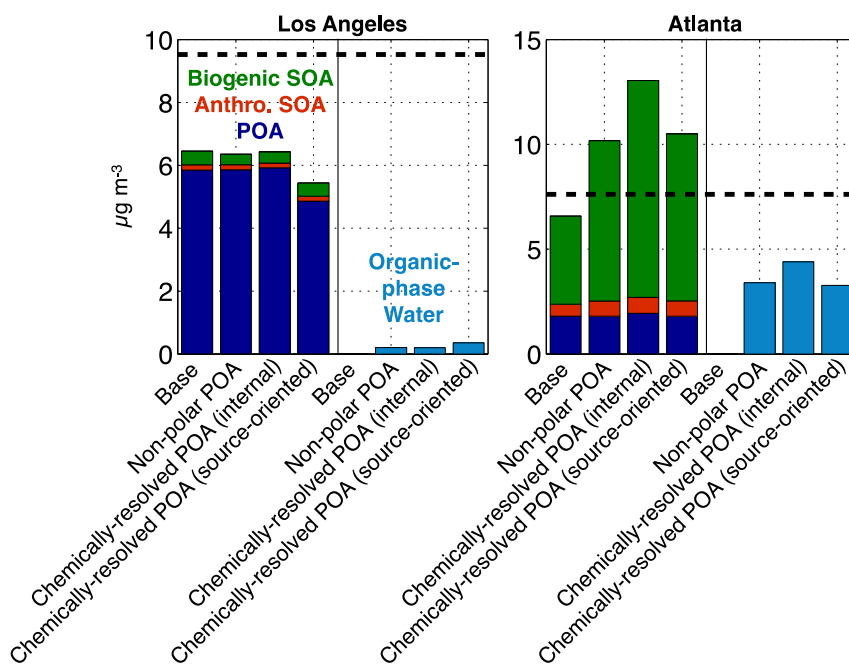 Los Angeles
10
8
6
4
2
0
µg m-3
Biogenic SOA
Anthro. SOA
POA
Organic-
phase
Water
Base
Non-polar POA
Chemically-resolved POA (internal)
Chemically-resolved POA (source-oriented)
Base
Non-polar POA
Chemically-resolved POA (internal)
Chemically-resolved POA (source-oriented)
Atlanta
15
10
5
0
Base
Non-polar POA
Chemically-resolved POA (internal)
Chemically-resolved POA (source-oriented)
Base
Non-polar POA
Chemically-resolved POA (internal)
Chemically-resolved POA (source-oriented)